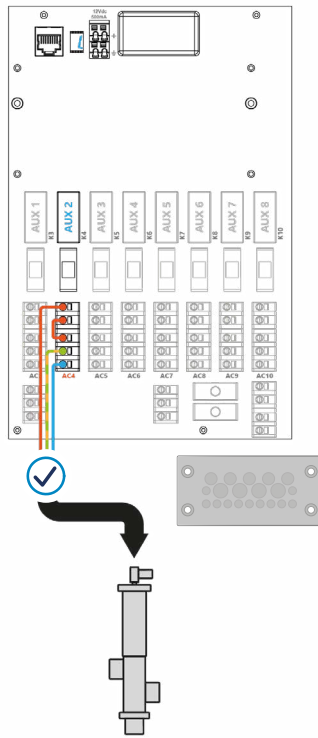 12Vdc
500mA
+
AUX 1
K3
AUX 2
K4
AUX 3
K5
AUX 4
K6
AUX 5
K7
AUX 6
K8
AUX 7
K9
AUX 8
K10
AC
AC4
AC5
AC6
AC7
AC8
AC9
AC10